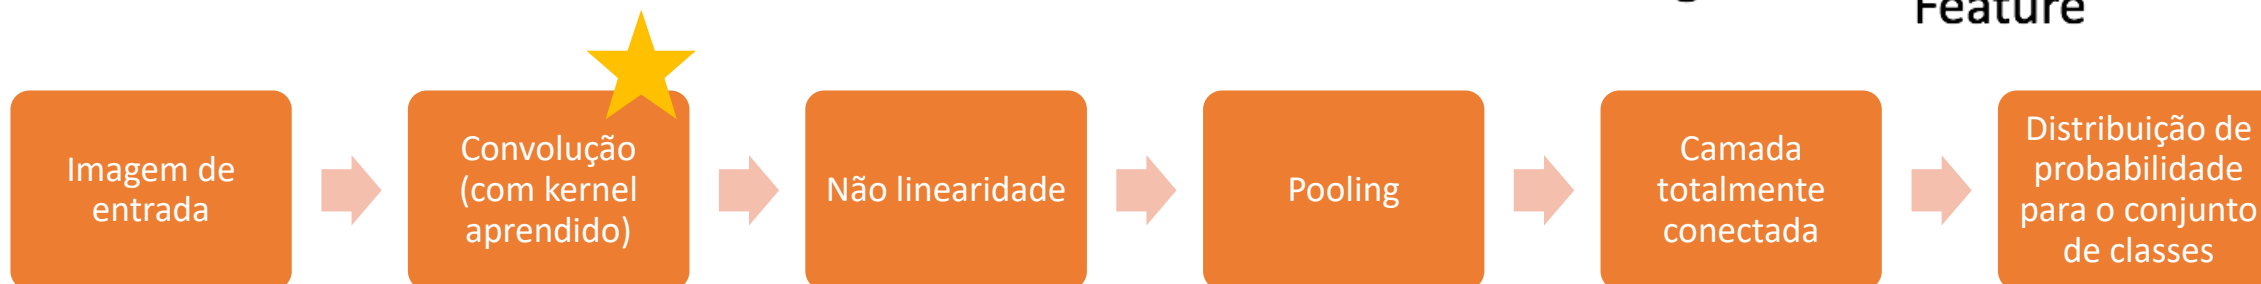 Feature
Imagem de
entrada
Convolução
(com kernel
aprendido)
Não linearidade
Pooling
Camada
totalmente
conectada
Distribuição de
probabilidade
para o conjunto
de classes